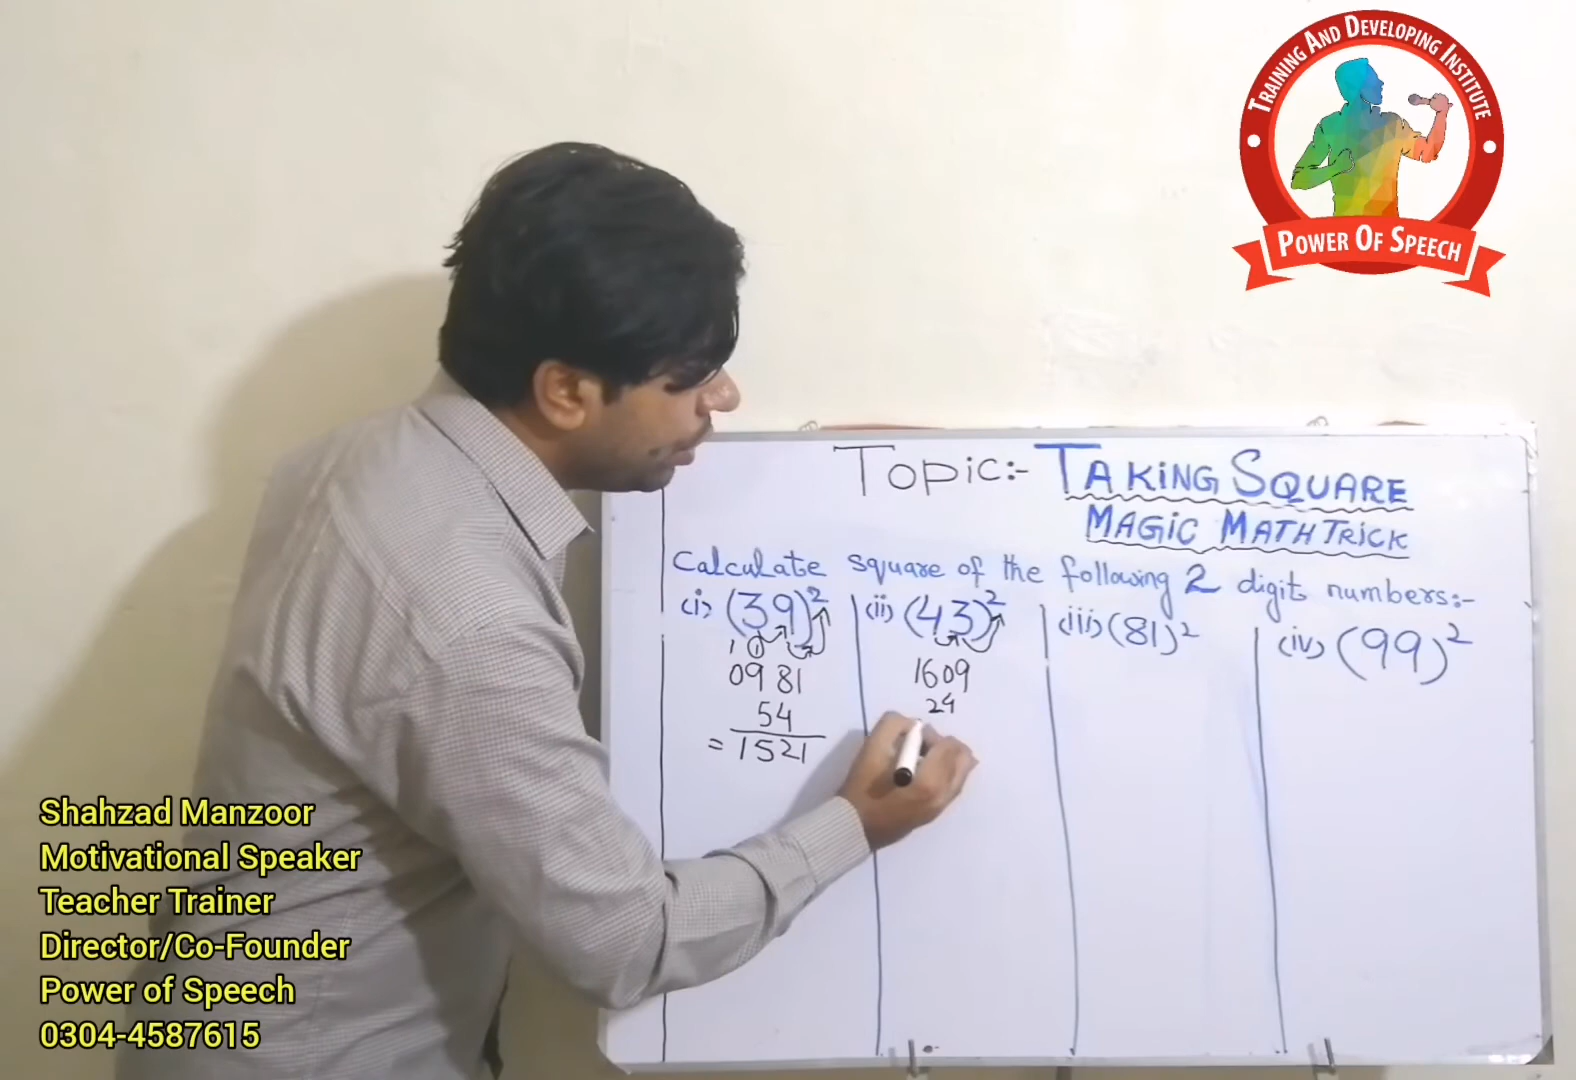 TRAINING AND DEVELOPING INSTITUTE
POWER OF SPEECH
Topic:- TAKING SQUARE
MAGIC MATH TRICK
Calculate square of the following 2 digit numbers:-
(i) (39)² (ii) (43)² (iii) (81)² (iv) (99)²
1 1
0981 1609
54 24
= 1521
Shahzad Manzoor
Motivational Speaker
Teacher Trainer
Director/Co-Founder
Power of Speech
0304-4587615